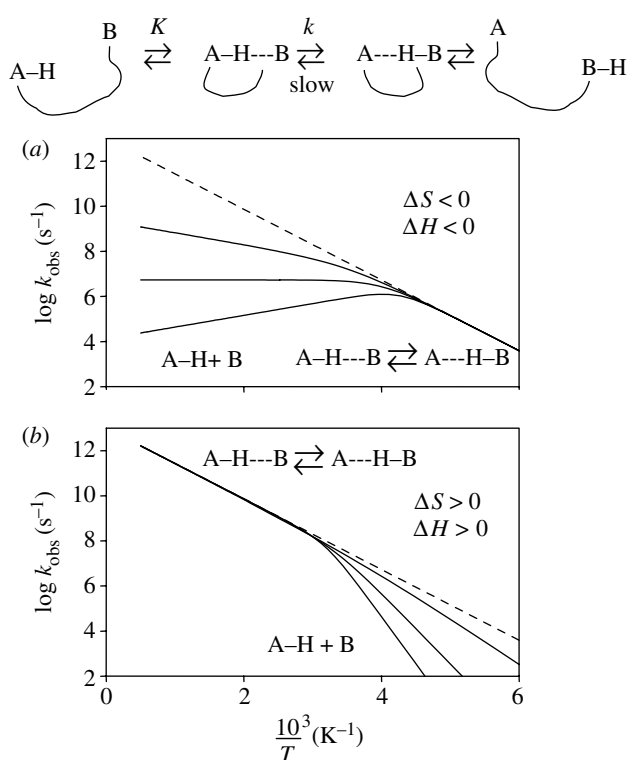 B K k A
A–H A–H---B A---H–B B–H
slow
(a)
12
10
8
6
4
2
log k_obs (s⁻¹)
ΔS < 0
ΔH < 0
A–H+ B A–H---B ⇌ A---H–B
(b)
12
10
8
6
4
2
log k_obs (s⁻¹)
A–H---B ⇌ A---H–B
ΔS > 0
ΔH > 0
A–H + B
0 2 4 6
10³/T (K⁻¹)